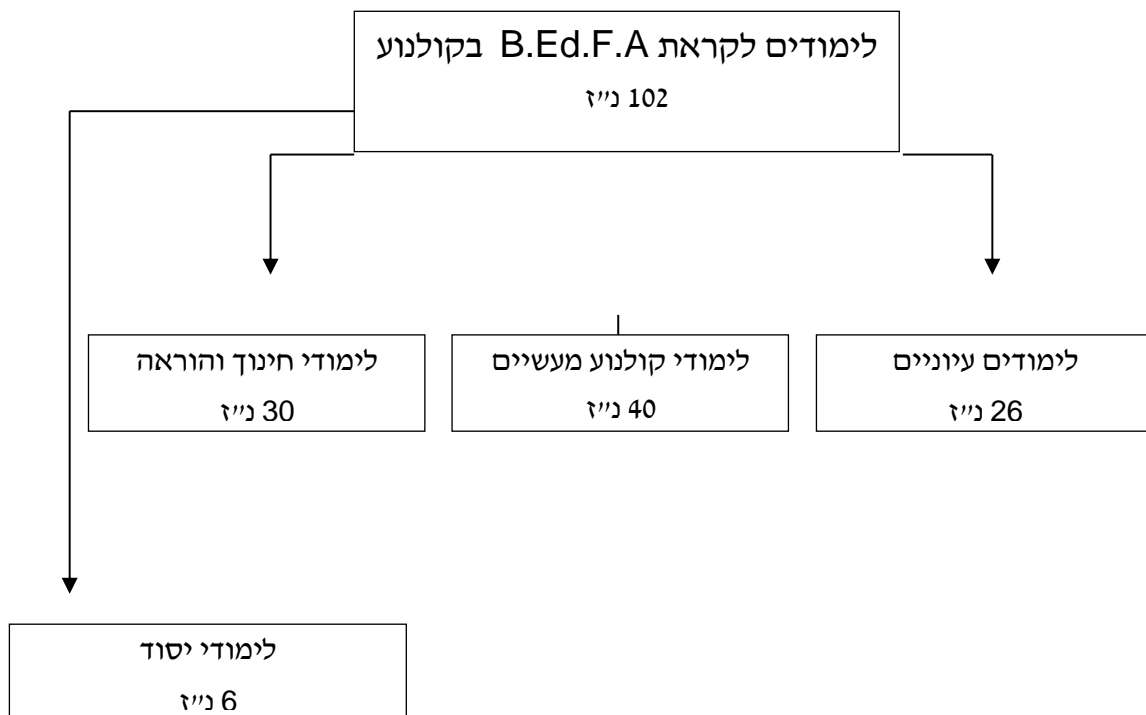 לימודים לקראת B.Ed.F.A בקולנוע
102 נ״ז
לימודים עיוניים
26 נ״ז
לימודי קולנוע מעשיים
40 נ״ז
לימודי חינוך והוראה
30 נ״ז
לימודי יסוד
6 נ״ז